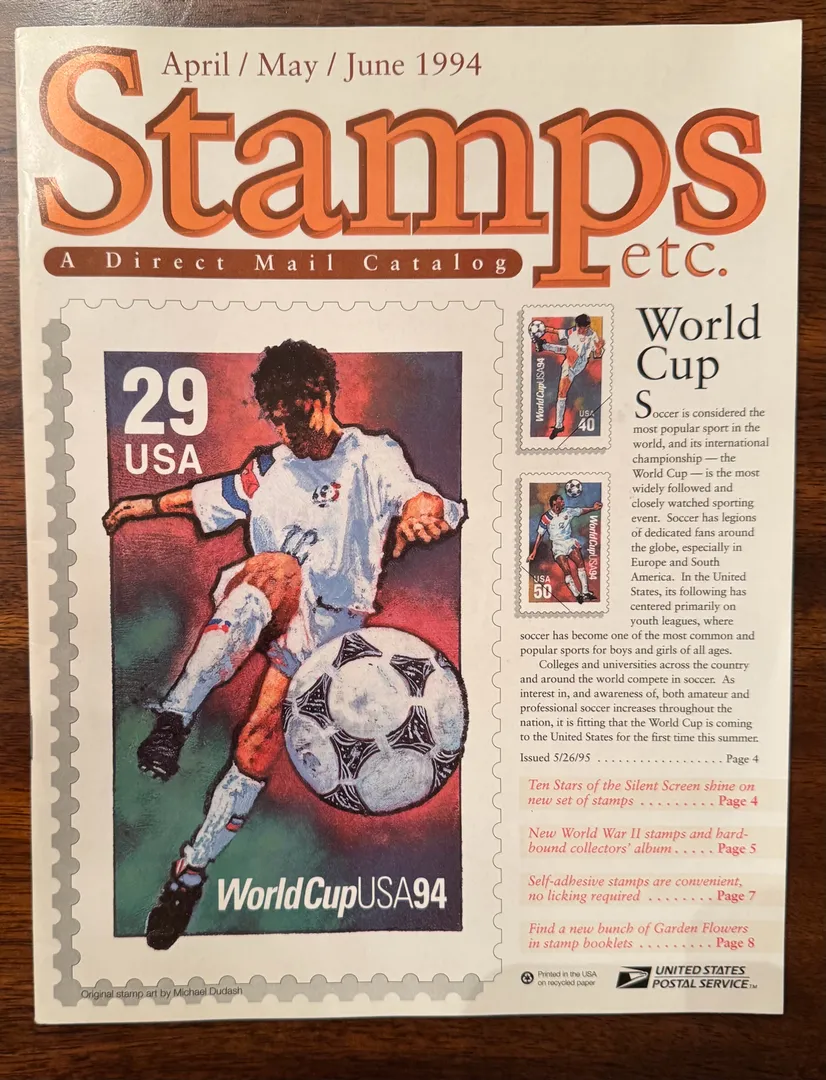 April / May / June 1994
Stamps
etc.
A Direct Mail Catalog
29
USA
WorldCupUSA94
Original stamp art by Michael Dudash
WorldCupUSA94
USA
40
WorldCupUSA94
USA
50
World
Cup
Soccer is considered the
most popular sport in the
world, and its international
championship — the
World Cup — is the most
widely followed and
closely watched sporting
event. Soccer has legions
of dedicated fans around
the globe, especially in
Europe and South
America. In the United
States, its following has
centered primarily on
youth leagues, where
soccer has become one of the most common and
popular sports for boys and girls of all ages.
Colleges and universities across the country
and around the world compete in soccer. As
interest in, and awareness of, both amateur and
professional soccer increases throughout the
nation, it is fitting that the World Cup is coming
to the United States for the first time this summer.
Issued 5/26/95 . . . . . . . . . . . . . . . . . . Page 4
Ten Stars of the Silent Screen shine on
new set of stamps . . . . . . . . . Page 4
New World War II stamps and hard-
bound collectors' album . . . . . Page 5
Self-adhesive stamps are convenient,
no licking required . . . . . . . . Page 7
Find a new bunch of Garden Flowers
in stamp booklets . . . . . . . . . Page 8
Printed in the USA
on recycled paper
UNITED STATES
POSTAL SERVICE™